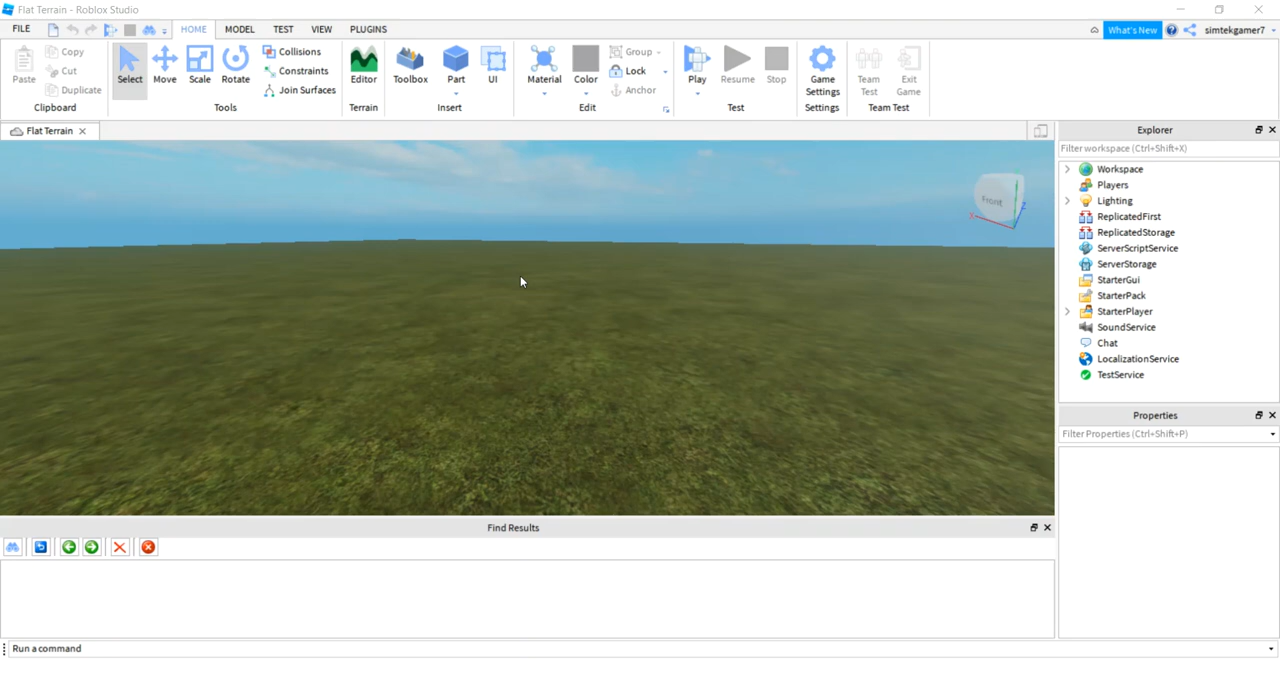 Flat Terrain - Roblox Studio
FILE HOME MODEL TEST VIEW PLUGINS What's New simtekgamer7
Paste Copy Cut Duplicate
Clipboard
Select Move Scale Rotate Collisions Constraints Join Surfaces
Tools
Editor
Terrain
Toolbox Part UI
Insert
Material Color Group Lock Anchor
Edit
Play Resume Stop
Test
Game Settings
Settings
Team Test Exit Game
Team Test
Flat Terrain
Front
X
Z
Explorer
Filter workspace (Ctrl+Shift+X)
Workspace
Players
Lighting
ReplicatedFirst
ReplicatedStorage
ServerScriptService
ServerStorage
StarterGui
StarterPack
StarterPlayer
SoundService
Chat
LocalizationService
TestService
Properties
Filter Properties (Ctrl+Shift+P)
Find Results
Run a command